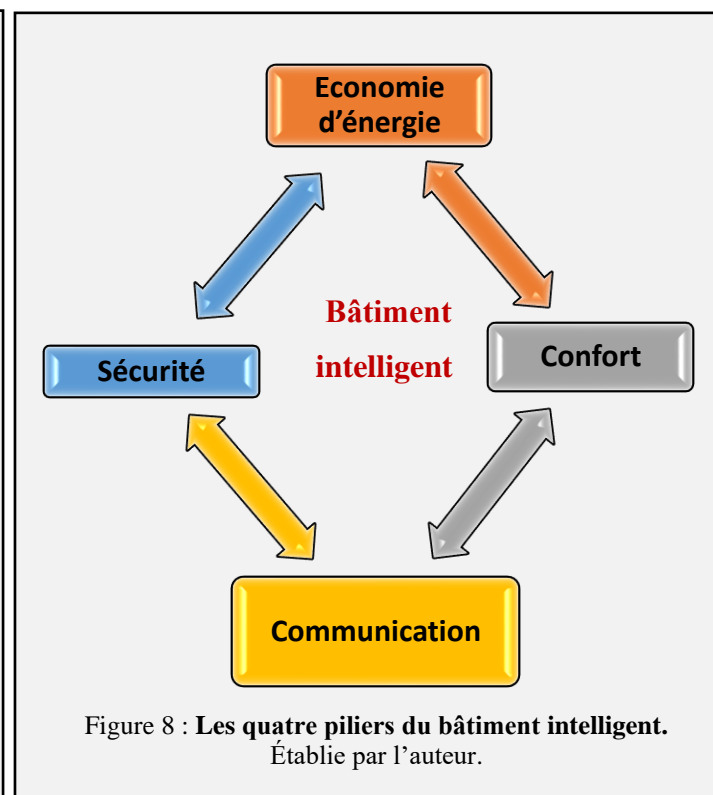 Economie
d’énergie
Bâtiment
intelligent
Sécurité
Confort
Communication
Figure 8 : Les quatre piliers du bâtiment intelligent.
Établie par l’auteur.